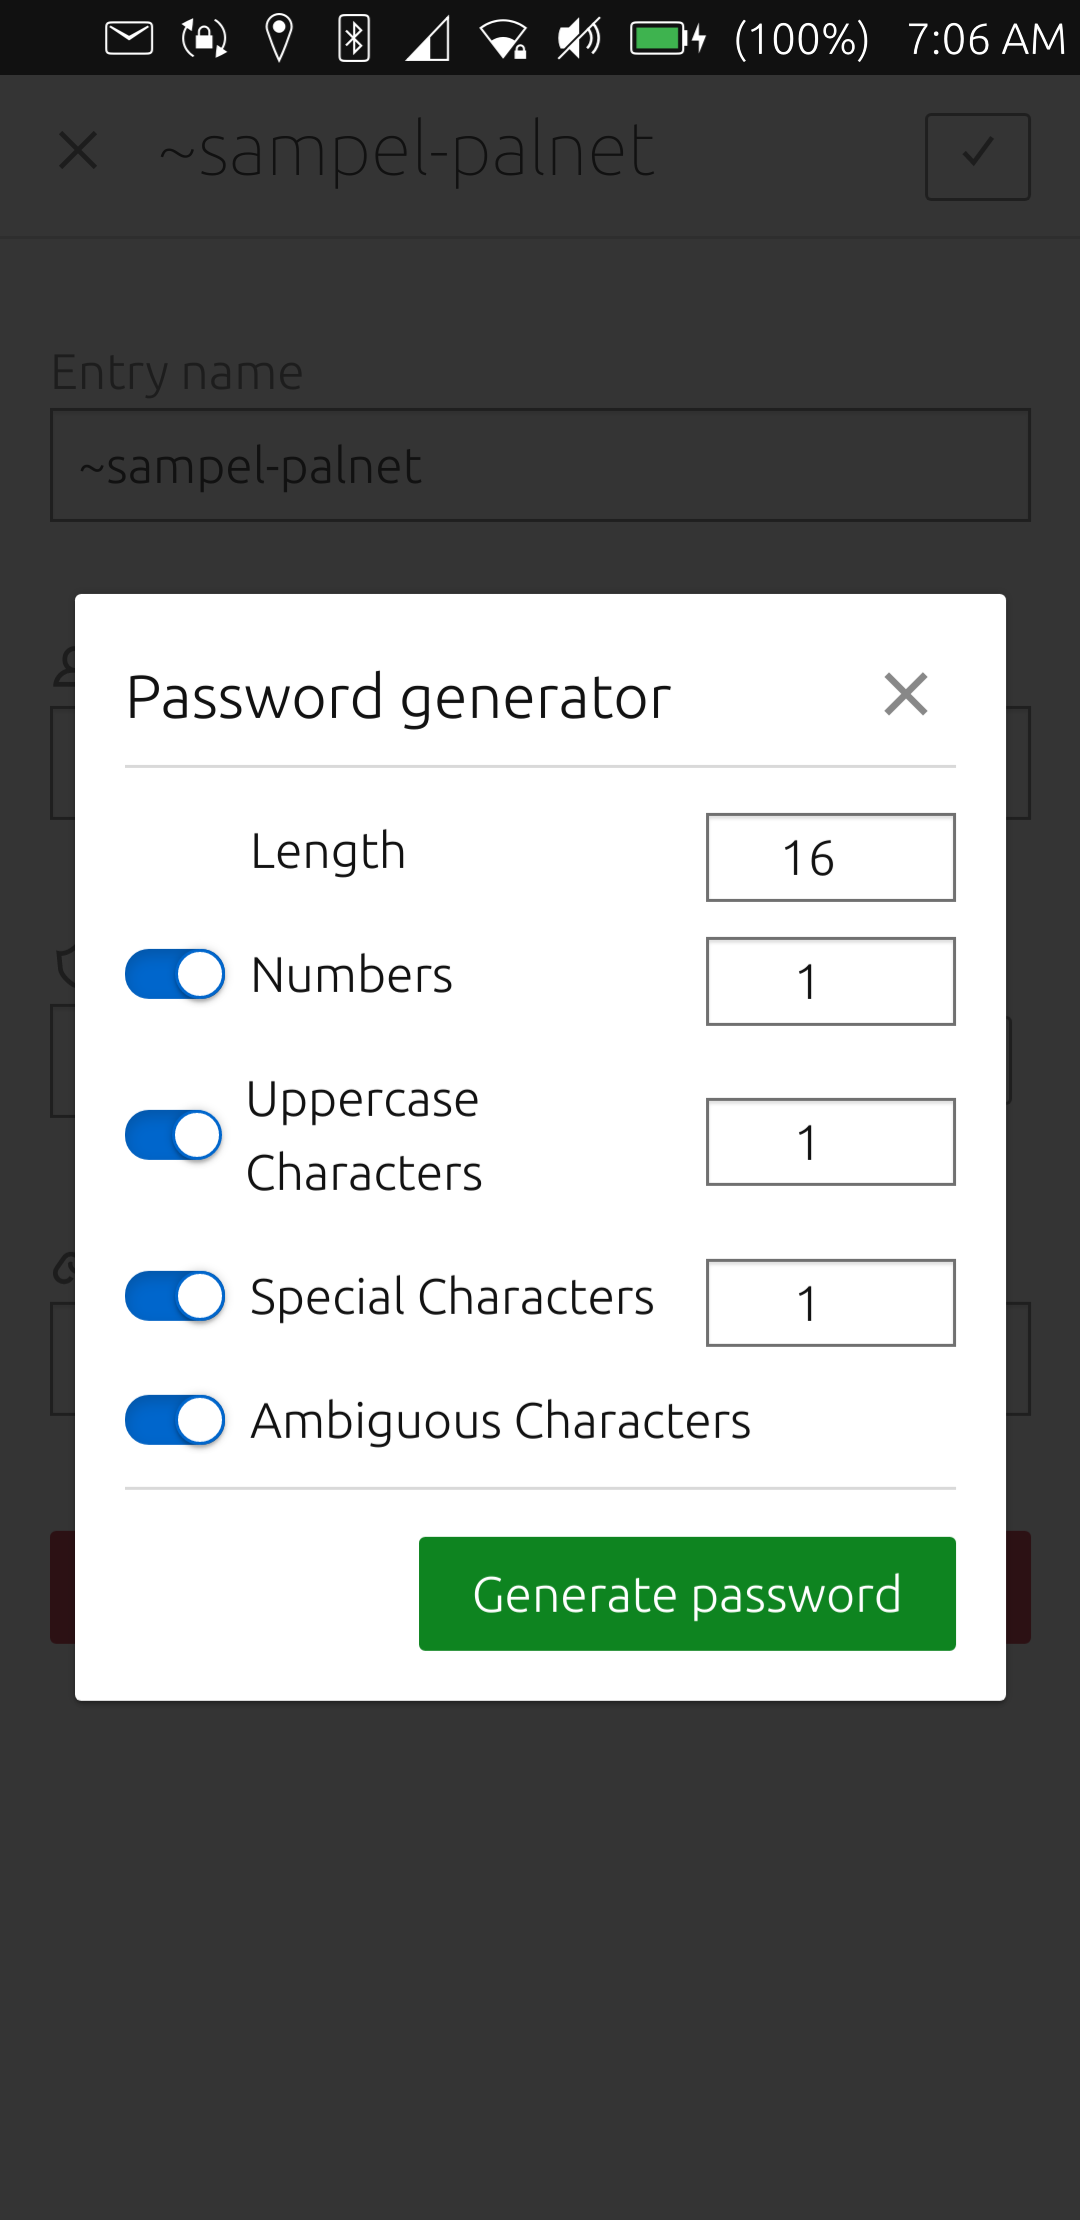 (100%) 7:06 AM
~sampel-palnet
Entry name
~sampel-palnet
Password generator
Length 16
Numbers 1
Uppercase
Characters 1
Special Characters 1
Ambiguous Characters
Generate password